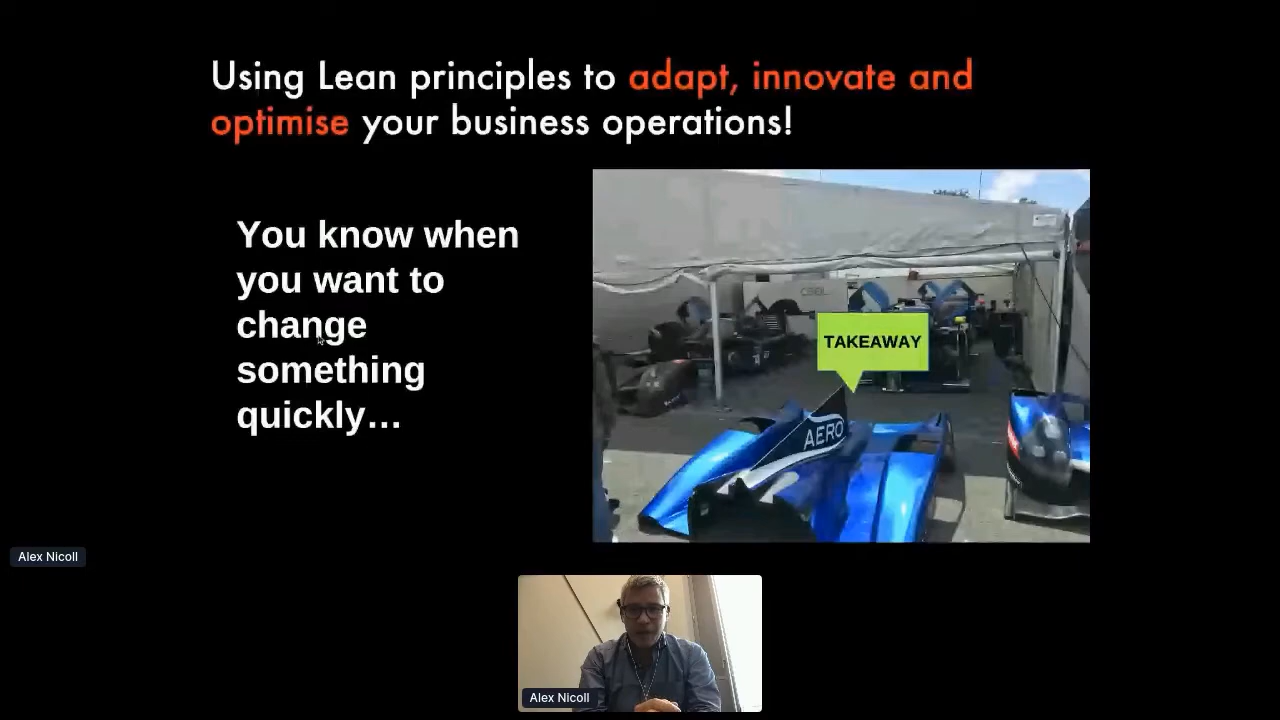 Using Lean principles to adapt, innovate and
optimise your business operations!
You know when
you want to
change
something
quickly...
TAKEAWAY
AERO
Alex Nicoll
Alex Nicoll